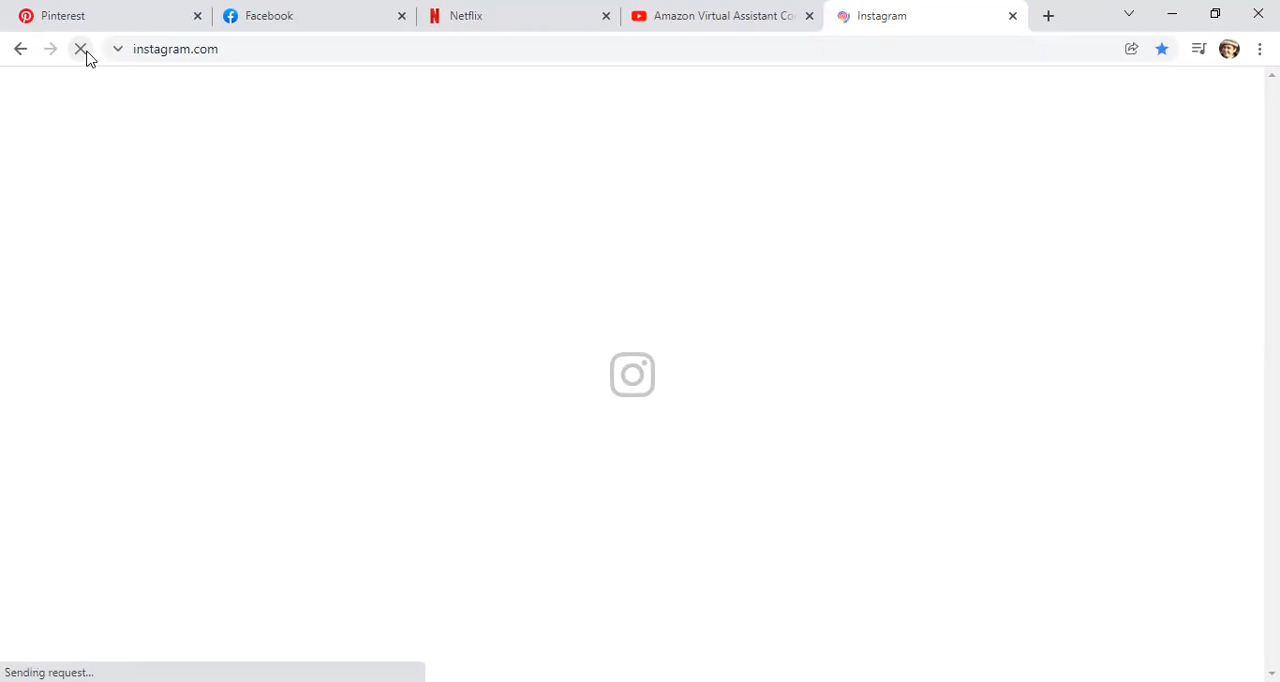 Pinterest
Facebook
Netflix
Amazon Virtual Assistant Co
Instagram
instagram.com
Sending request...